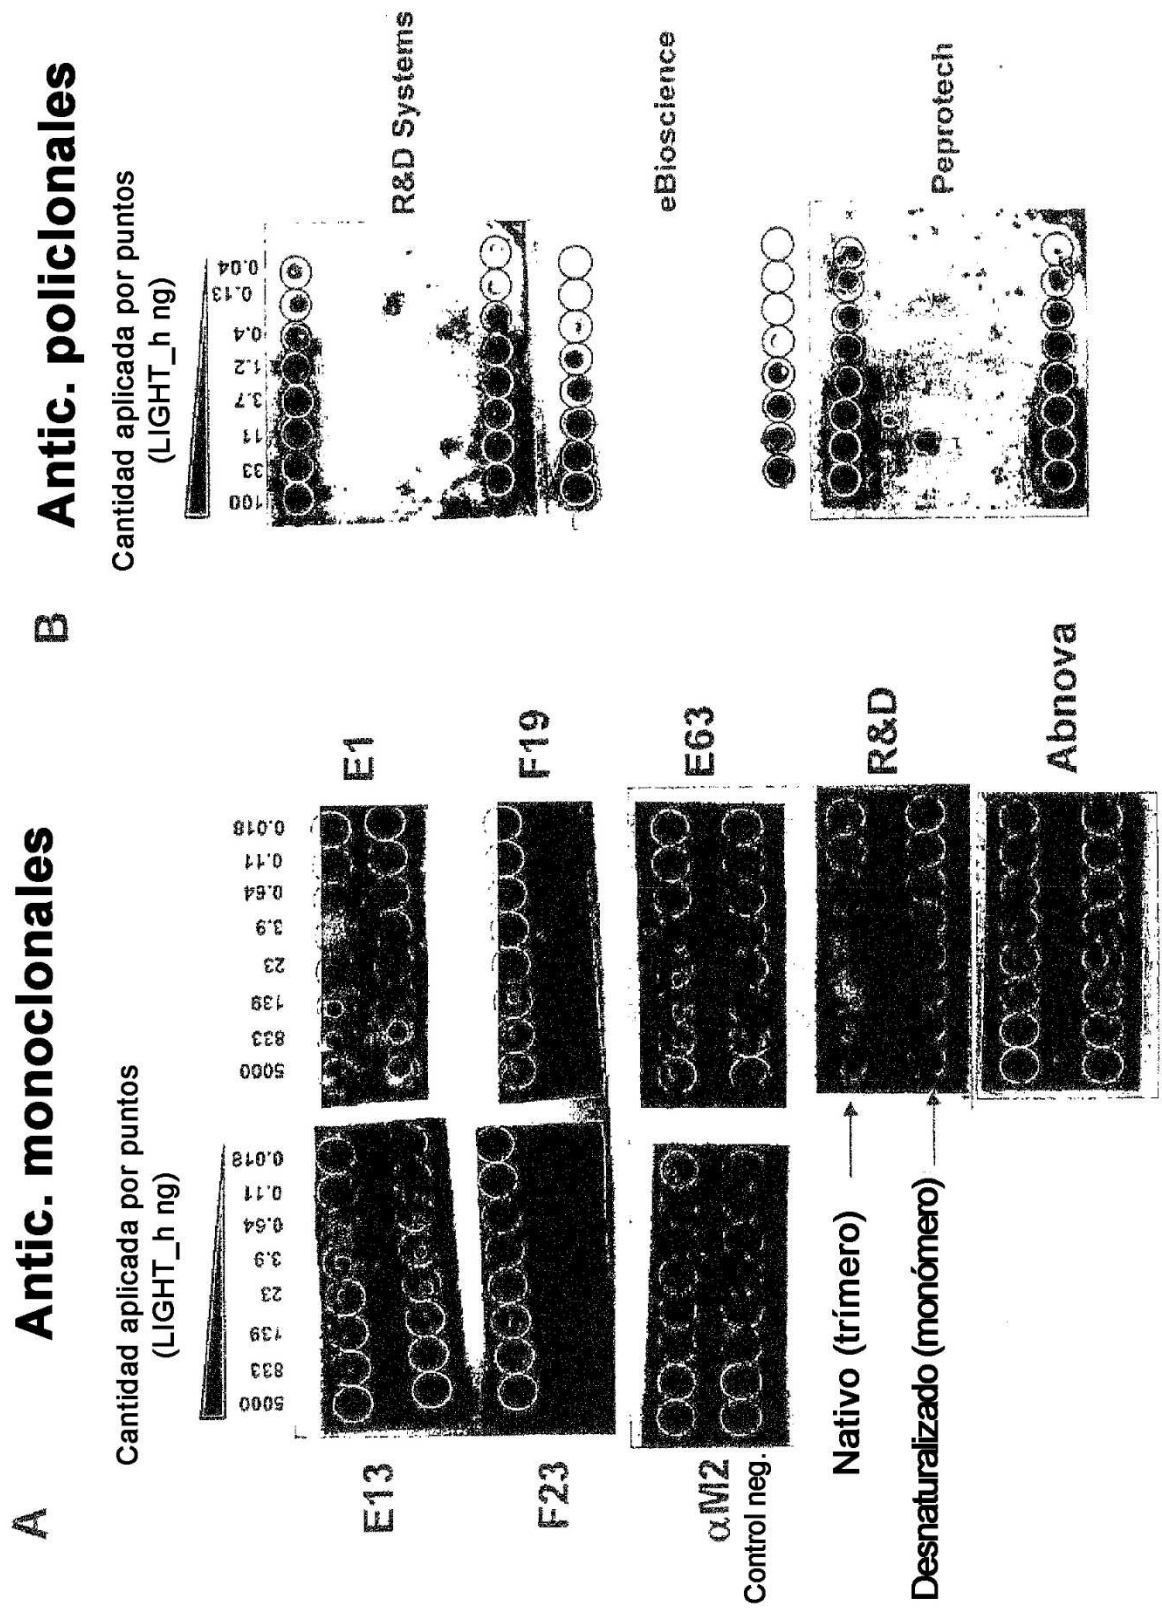 A Antic. monoclonales
Cantidad aplicada por puntos
(LIGHT_h ng)
5000 833 139 23 3.9 0.64 0.11 0.018
5000 833 139 23 3.9 0.64 0.11 0.018
E13
E1
F23
F19
αM2
Control neg.
E63
Nativo (trímero)
R&D
Desnaturalizado (monómero)
Abnova
B Antic. policlonales
Cantidad aplicada por puntos
(LIGHT_h ng)
100 33 11 3.7 1.2 0.4 0.13 0.04
R&D Systems
eBioscience
Peprotech